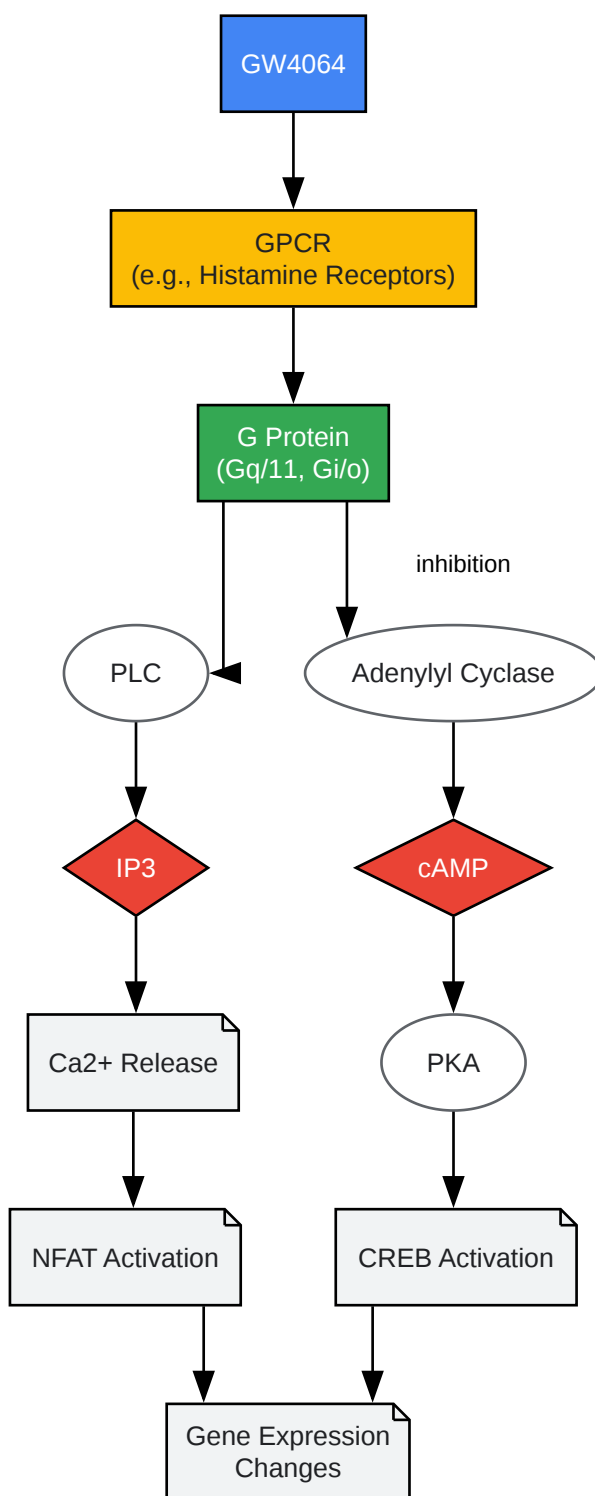 GW4064
GPCR
(e.g., Histamine Receptors)
G Protein
(Gq/11, Gi/o)
inhibition
PLC
Adenylyl Cyclase
IP3
cAMP
Ca2+ Release
PKA
NFAT Activation
CREB Activation
Gene Expression
Changes